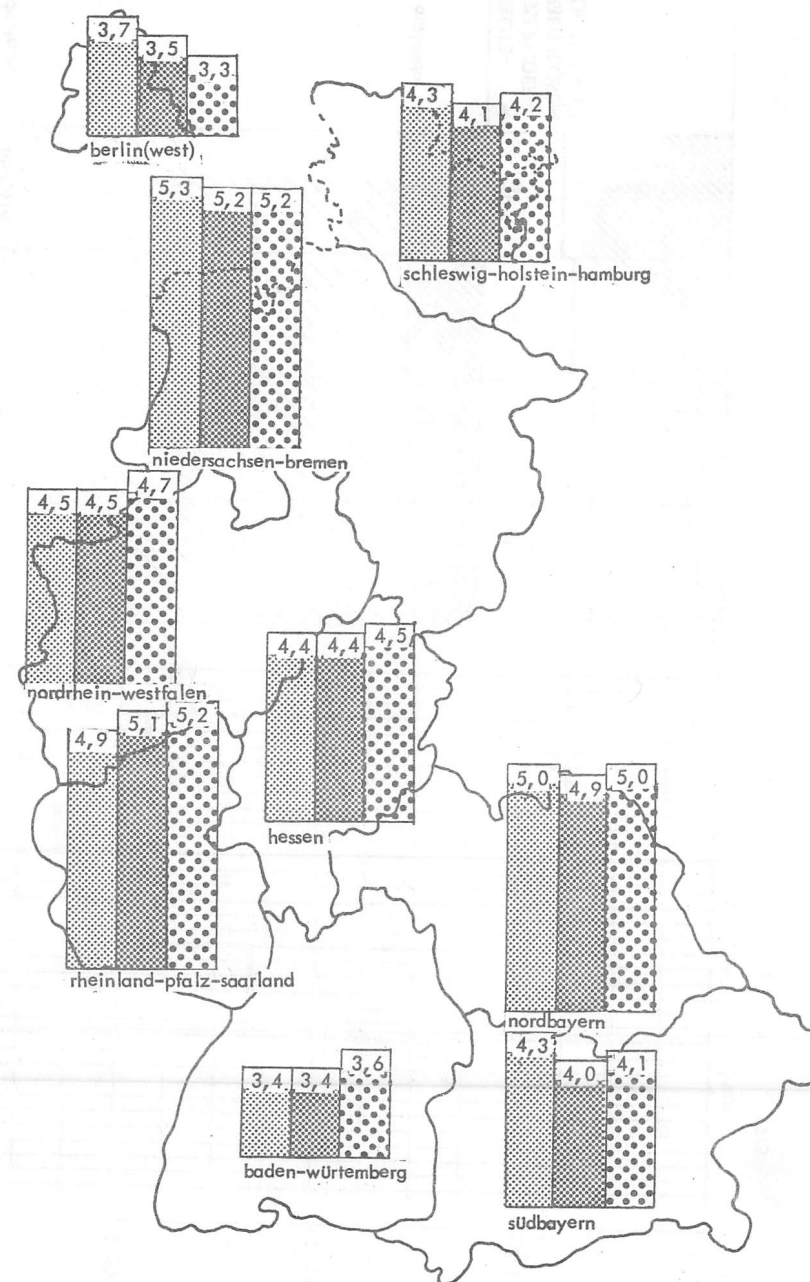 3,7 3,5 3,3
berlin(west)
4,3 4,1 4,2
schleswig-holstein-hamburg
5,3 5,2 5,2
niedersachsen-bremen
4,5 4,5 4,7
nordrhein-westfalen
4,4 4,4 4,5
hessen
4,9 5,1 5,2
rheinland-pfalz-saarland
5,0 4,9 5,0
nordbayern
3,4 3,4 3,6
baden-würtemberg
4,3 4,0 4,1
südbayern